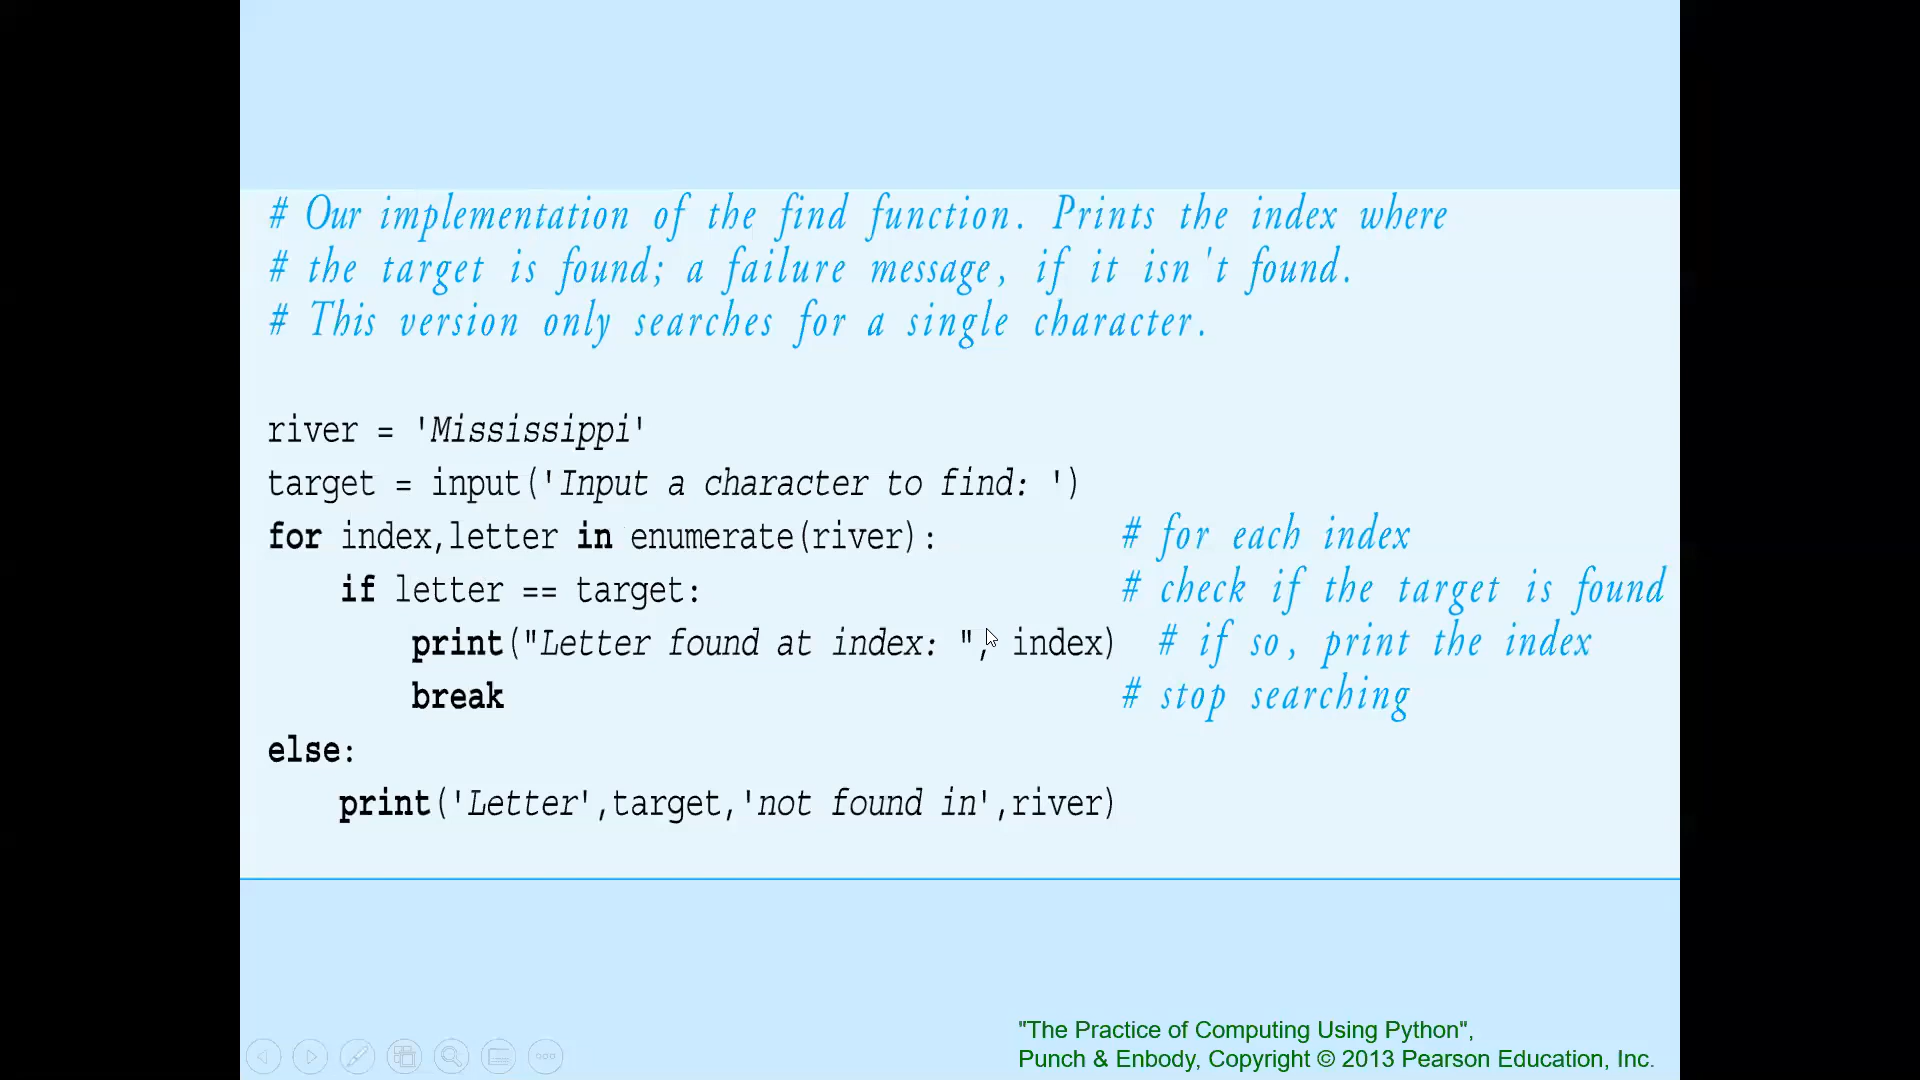 # Our implementation of the find function. Prints the index where
# the target is found; a failure message, if it isn't found.
# This version only searches for a single character.
river = 'Mississippi'
target = input('Input a character to find: ')
for index,letter in enumerate(river): # for each index
if letter == target: # check if the target is found
print("Letter found at index: ", index) # if so, print the index
break # stop searching
else:
print('Letter',target,'not found in',river)
"The Practice of Computing Using Python",
Punch & Enbody, Copyright © 2013 Pearson Education, Inc.